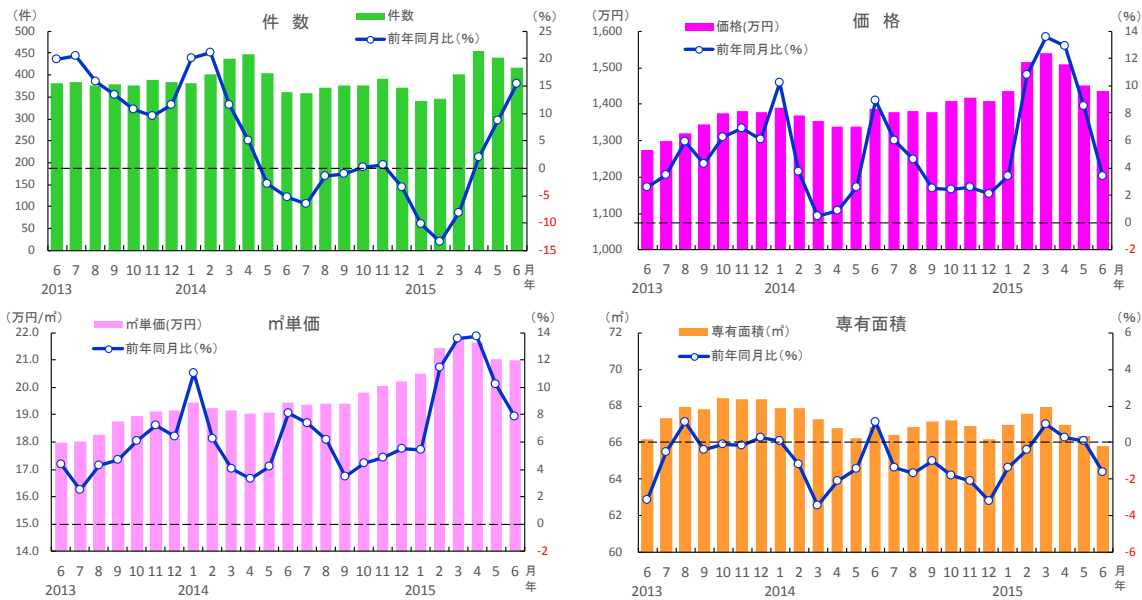 （件） 件 数 （％）
件数
前年同月比（％）
500 450 400 350 300 250 200 150 100 50 0
25 20 15 10 5 0 -5 -10 -15
6 7 8 9 10 11 12 1 2 3 4 5 6 7 8 9 10 11 12 1 2 3 4 5 6 月
2013 2014 2015 年
（万円） 価 格 （％）
価格(万円)
前年同月比（％）
1,600 1,500 1,400 1,300 1,200 1,100 1,000
14 12 10 8 6 4 2 0 -2
6 7 8 9 10 11 12 1 2 3 4 5 6 7 8 9 10 11 12 1 2 3 4 5 6 月
2013 2014 2015 年
（万円/㎡） ㎡単価 （％）
㎡単価(万円)
前年同月比（％）
22.0 21.0 20.0 19.0 18.0 17.0 16.0 15.0 14.0
14 12 10 8 6 4 2 0 -2
6 7 8 9 10 11 12 1 2 3 4 5 6 7 8 9 10 11 12 1 2 3 4 5 6 月
2013 2014 2015 年
（㎡） 専有面積 （％）
専有面積（㎡）
前年同月比（％）
72 70 68 66 64 62 60
6 4 2 0 -2 -4 -6
6 7 8 9 10 11 12 1 2 3 4 5 6 7 8 9 10 11 12 1 2 3 4 5 6 月
2013 2014 2015 年